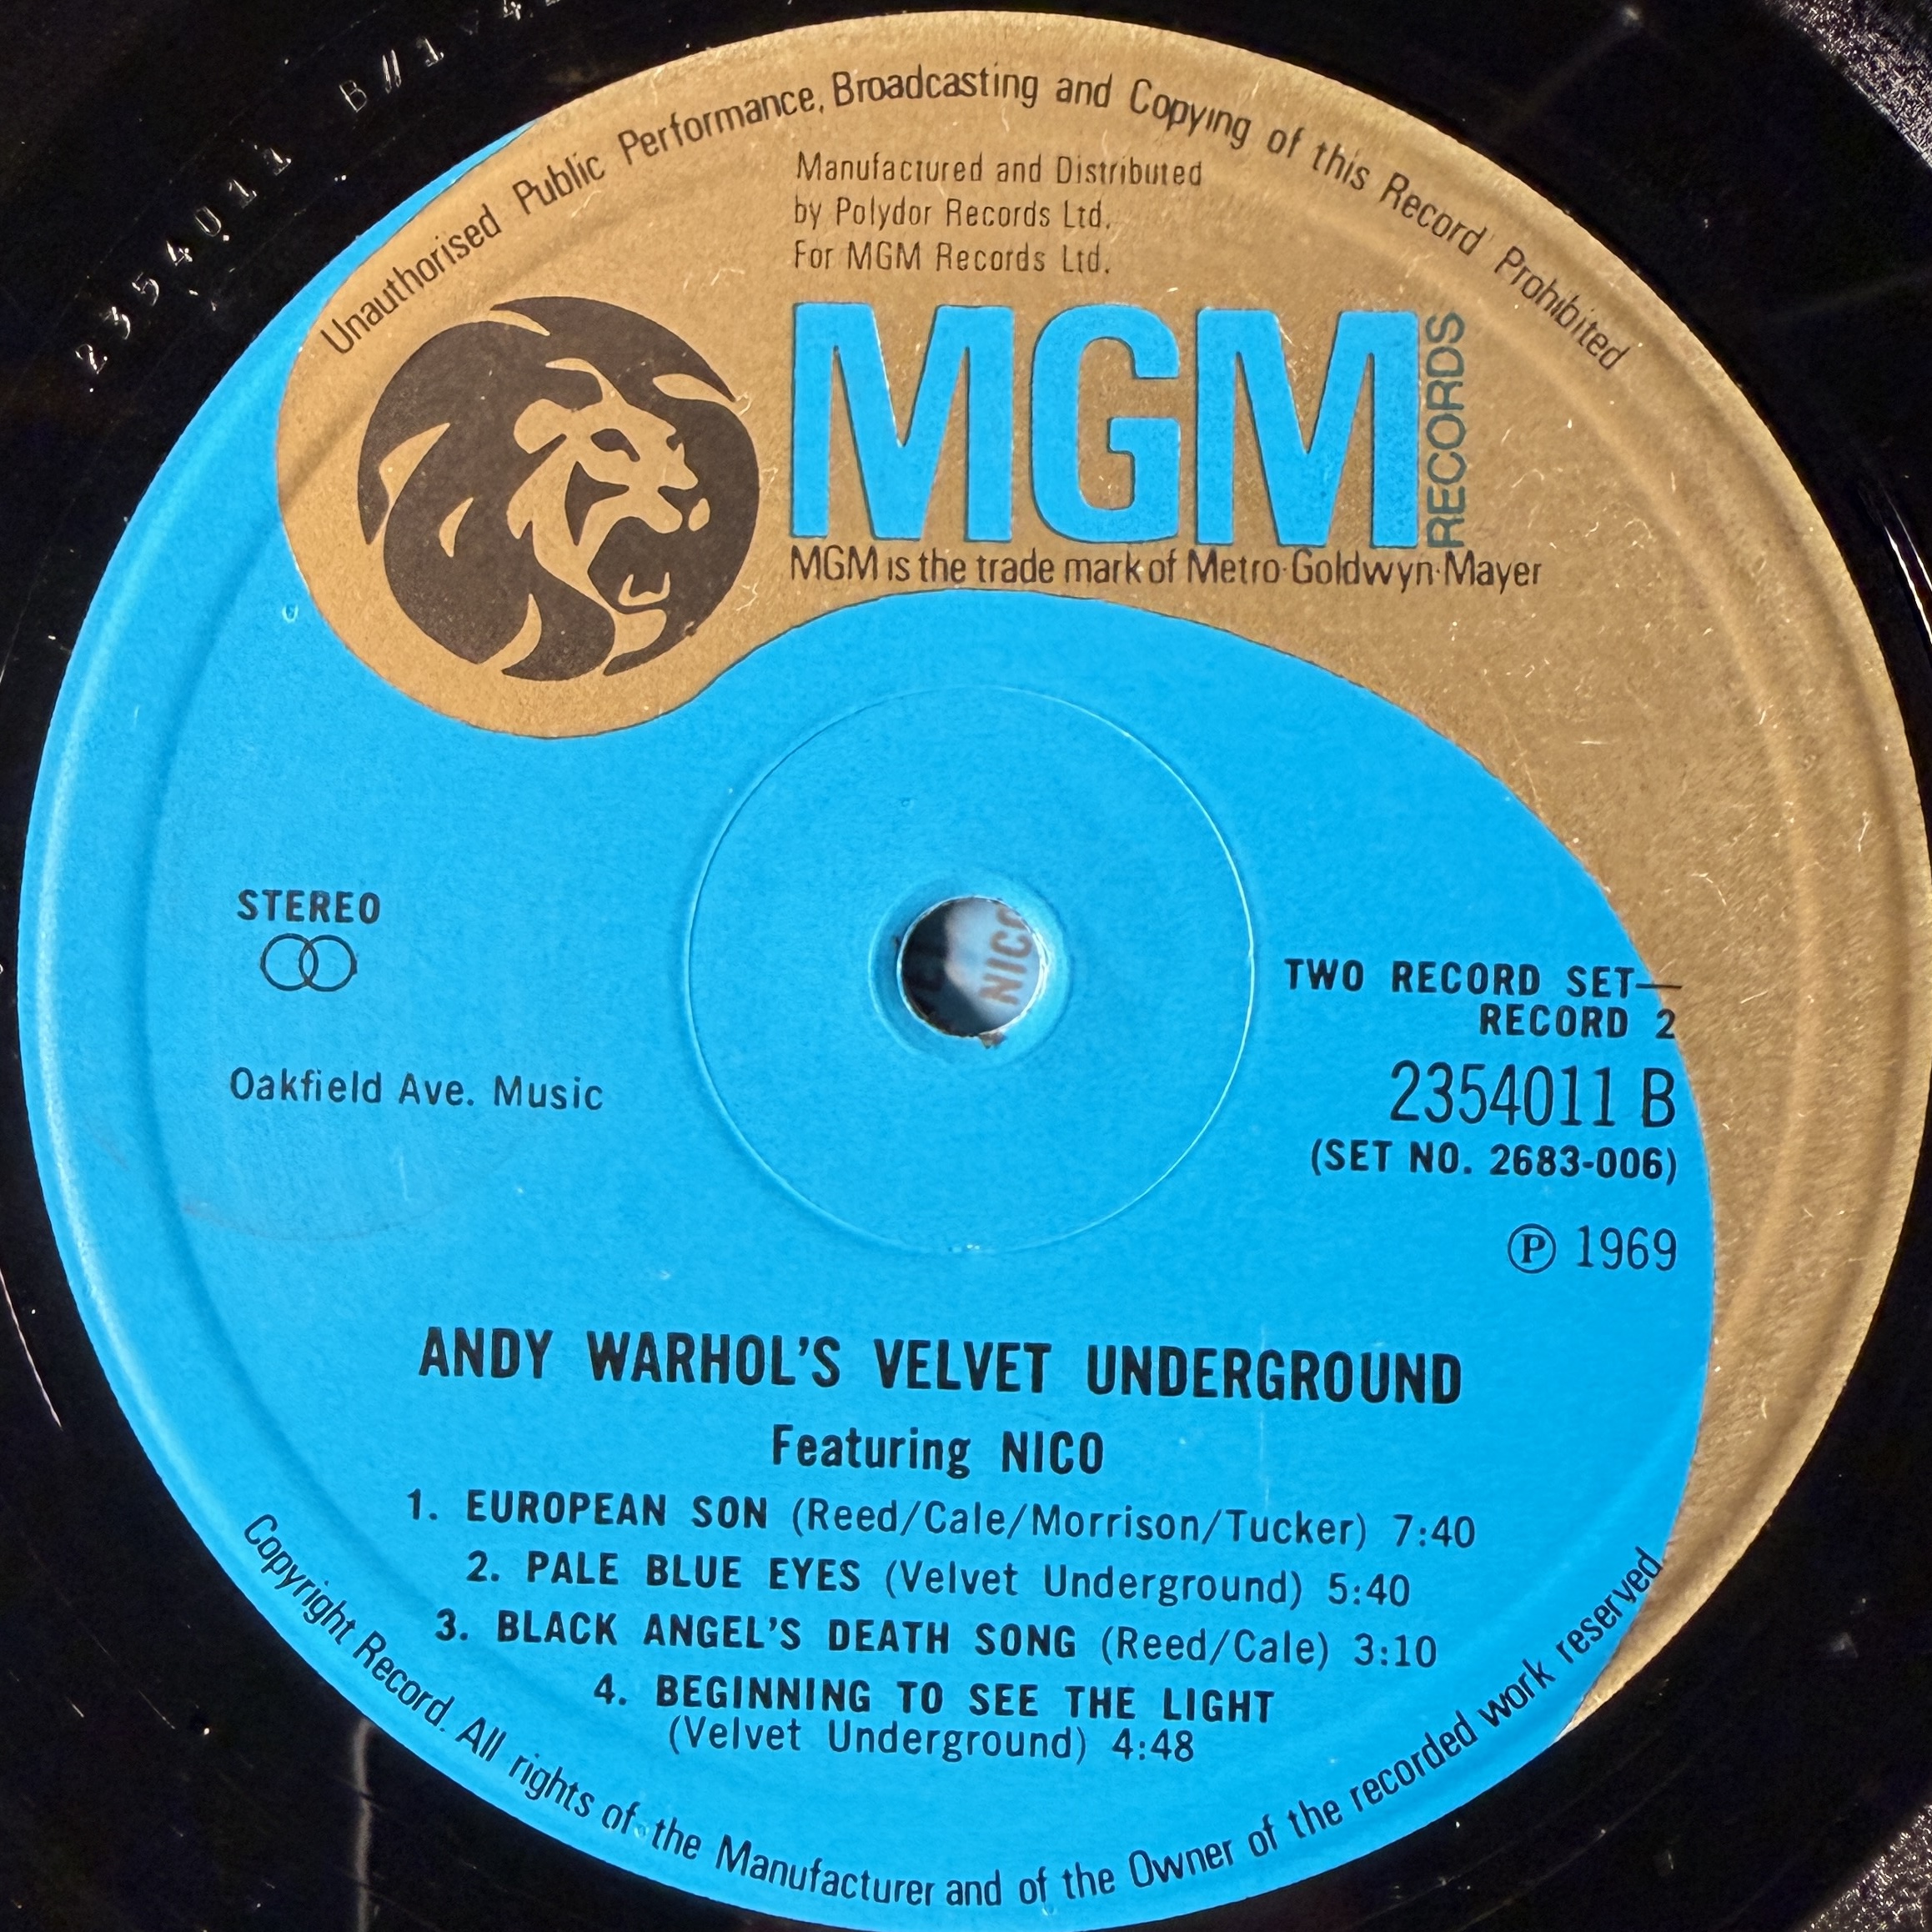 2354011 B//1
Unauthorised Public Performance, Broadcasting and Copying of this Record Prohibited
Manufactured and Distributed
by Polydor Records Ltd.
For MGM Records Ltd.
MGM RECORDS
MGM is the trade mark of Metro·Goldwyn·Mayer
STEREO
NICO
TWO RECORD SET—
RECORD 2
Oakfield Ave. Music
2354011 B
(SET NO. 2683-006)
Ⓟ 1969
ANDY WARHOL'S VELVET UNDERGROUND
Featuring NICO
1. EUROPEAN SON (Reed/Cale/Morrison/Tucker) 7:40
2. PALE BLUE EYES (Velvet Underground) 5:40
3. BLACK ANGEL'S DEATH SONG (Reed/Cale) 3:10
4. BEGINNING TO SEE THE LIGHT
(Velvet Underground) 4:48
Copyright Record. All rights of the Manufacturer and of the Owner of the recorded work reserved